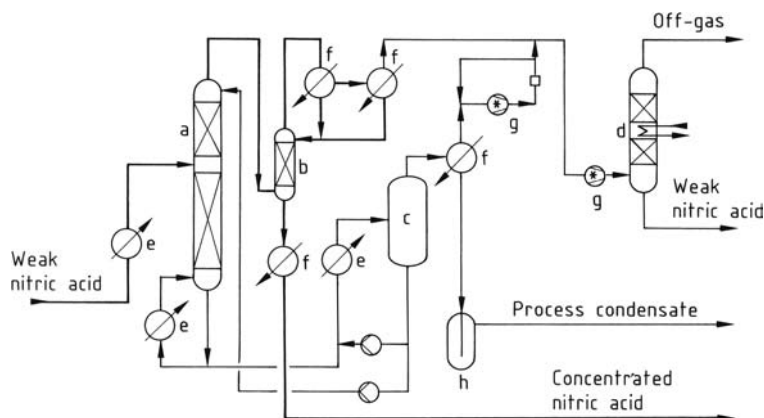 Off-gas
f
f
a
g
d
b
f
g
c
Weak
nitric acid
e
f
e
Weak
nitric acid
e
Process condensate
h
Concentrated
nitric acid